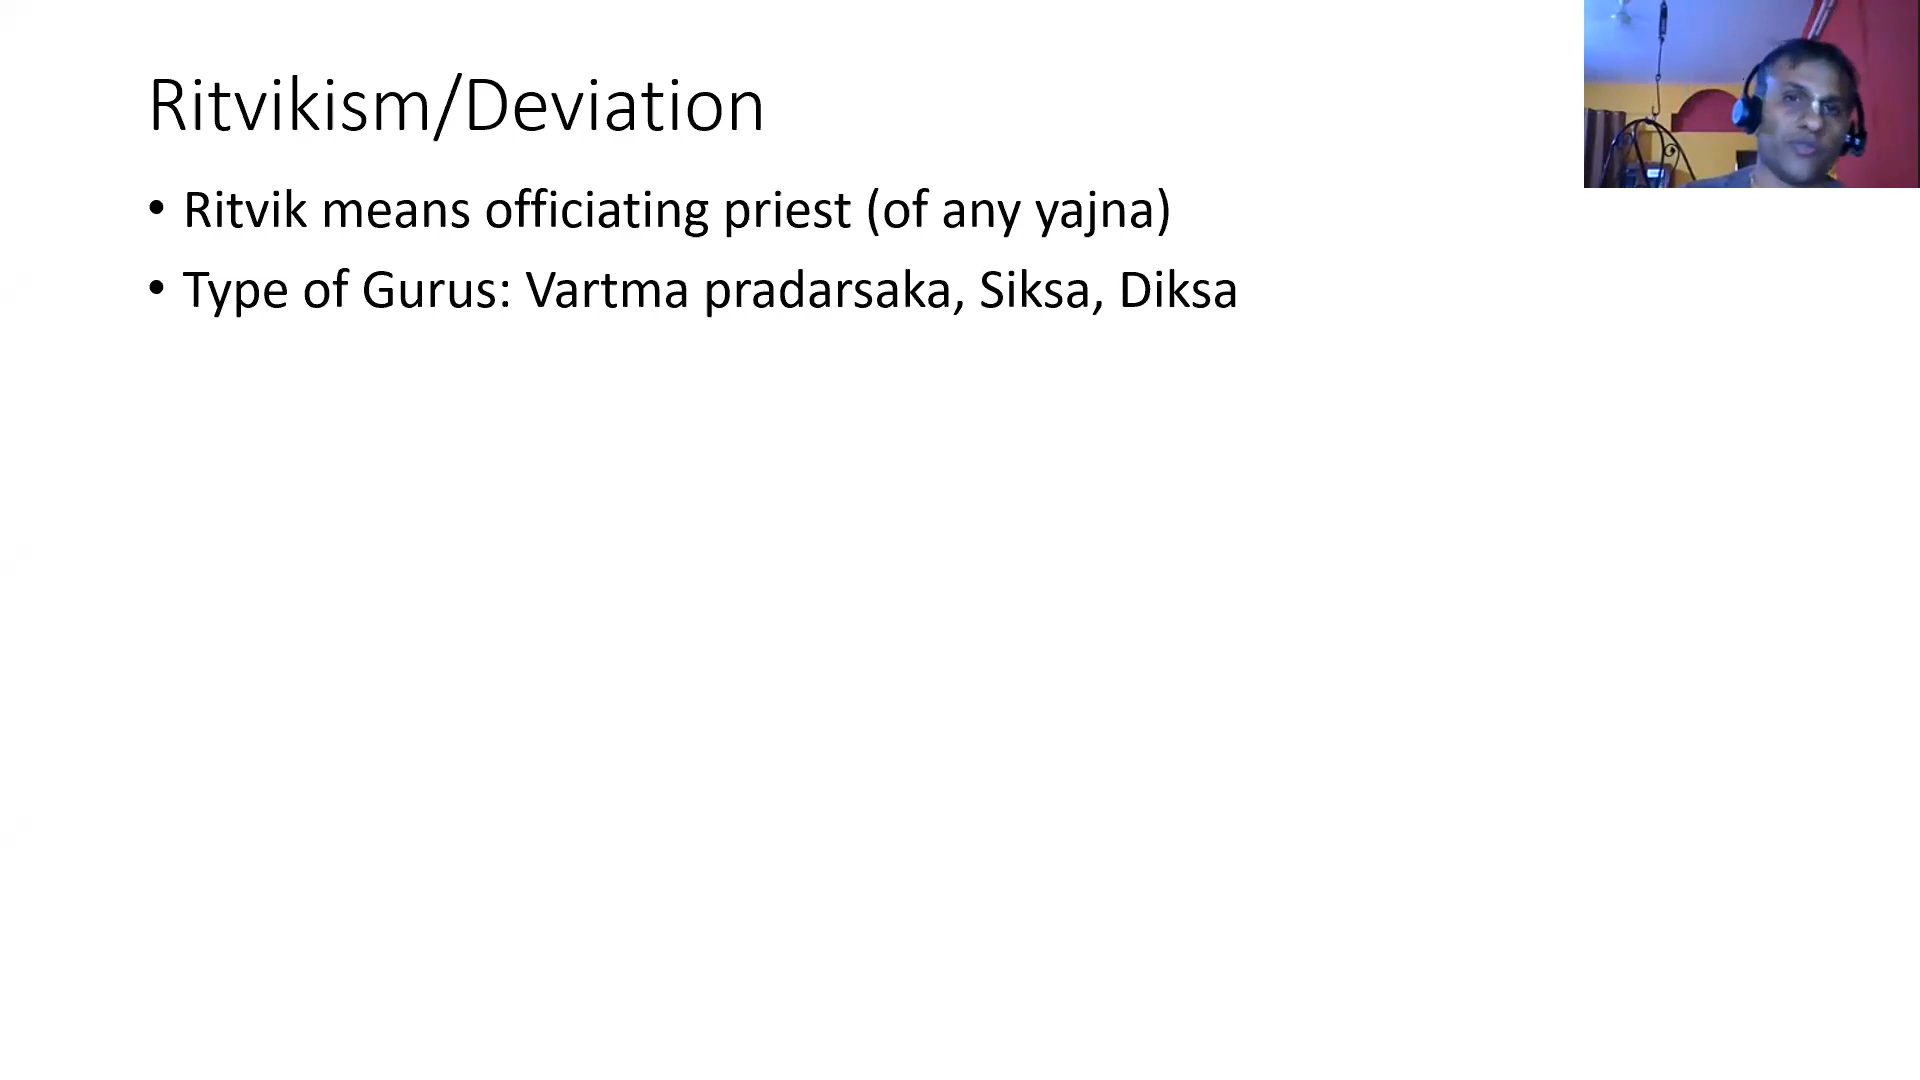 Ritvikism/Deviation
• Ritvik means officiating priest (of any yajna)
• Type of Gurus: Vartma pradarsaka, Siksa, Diksa